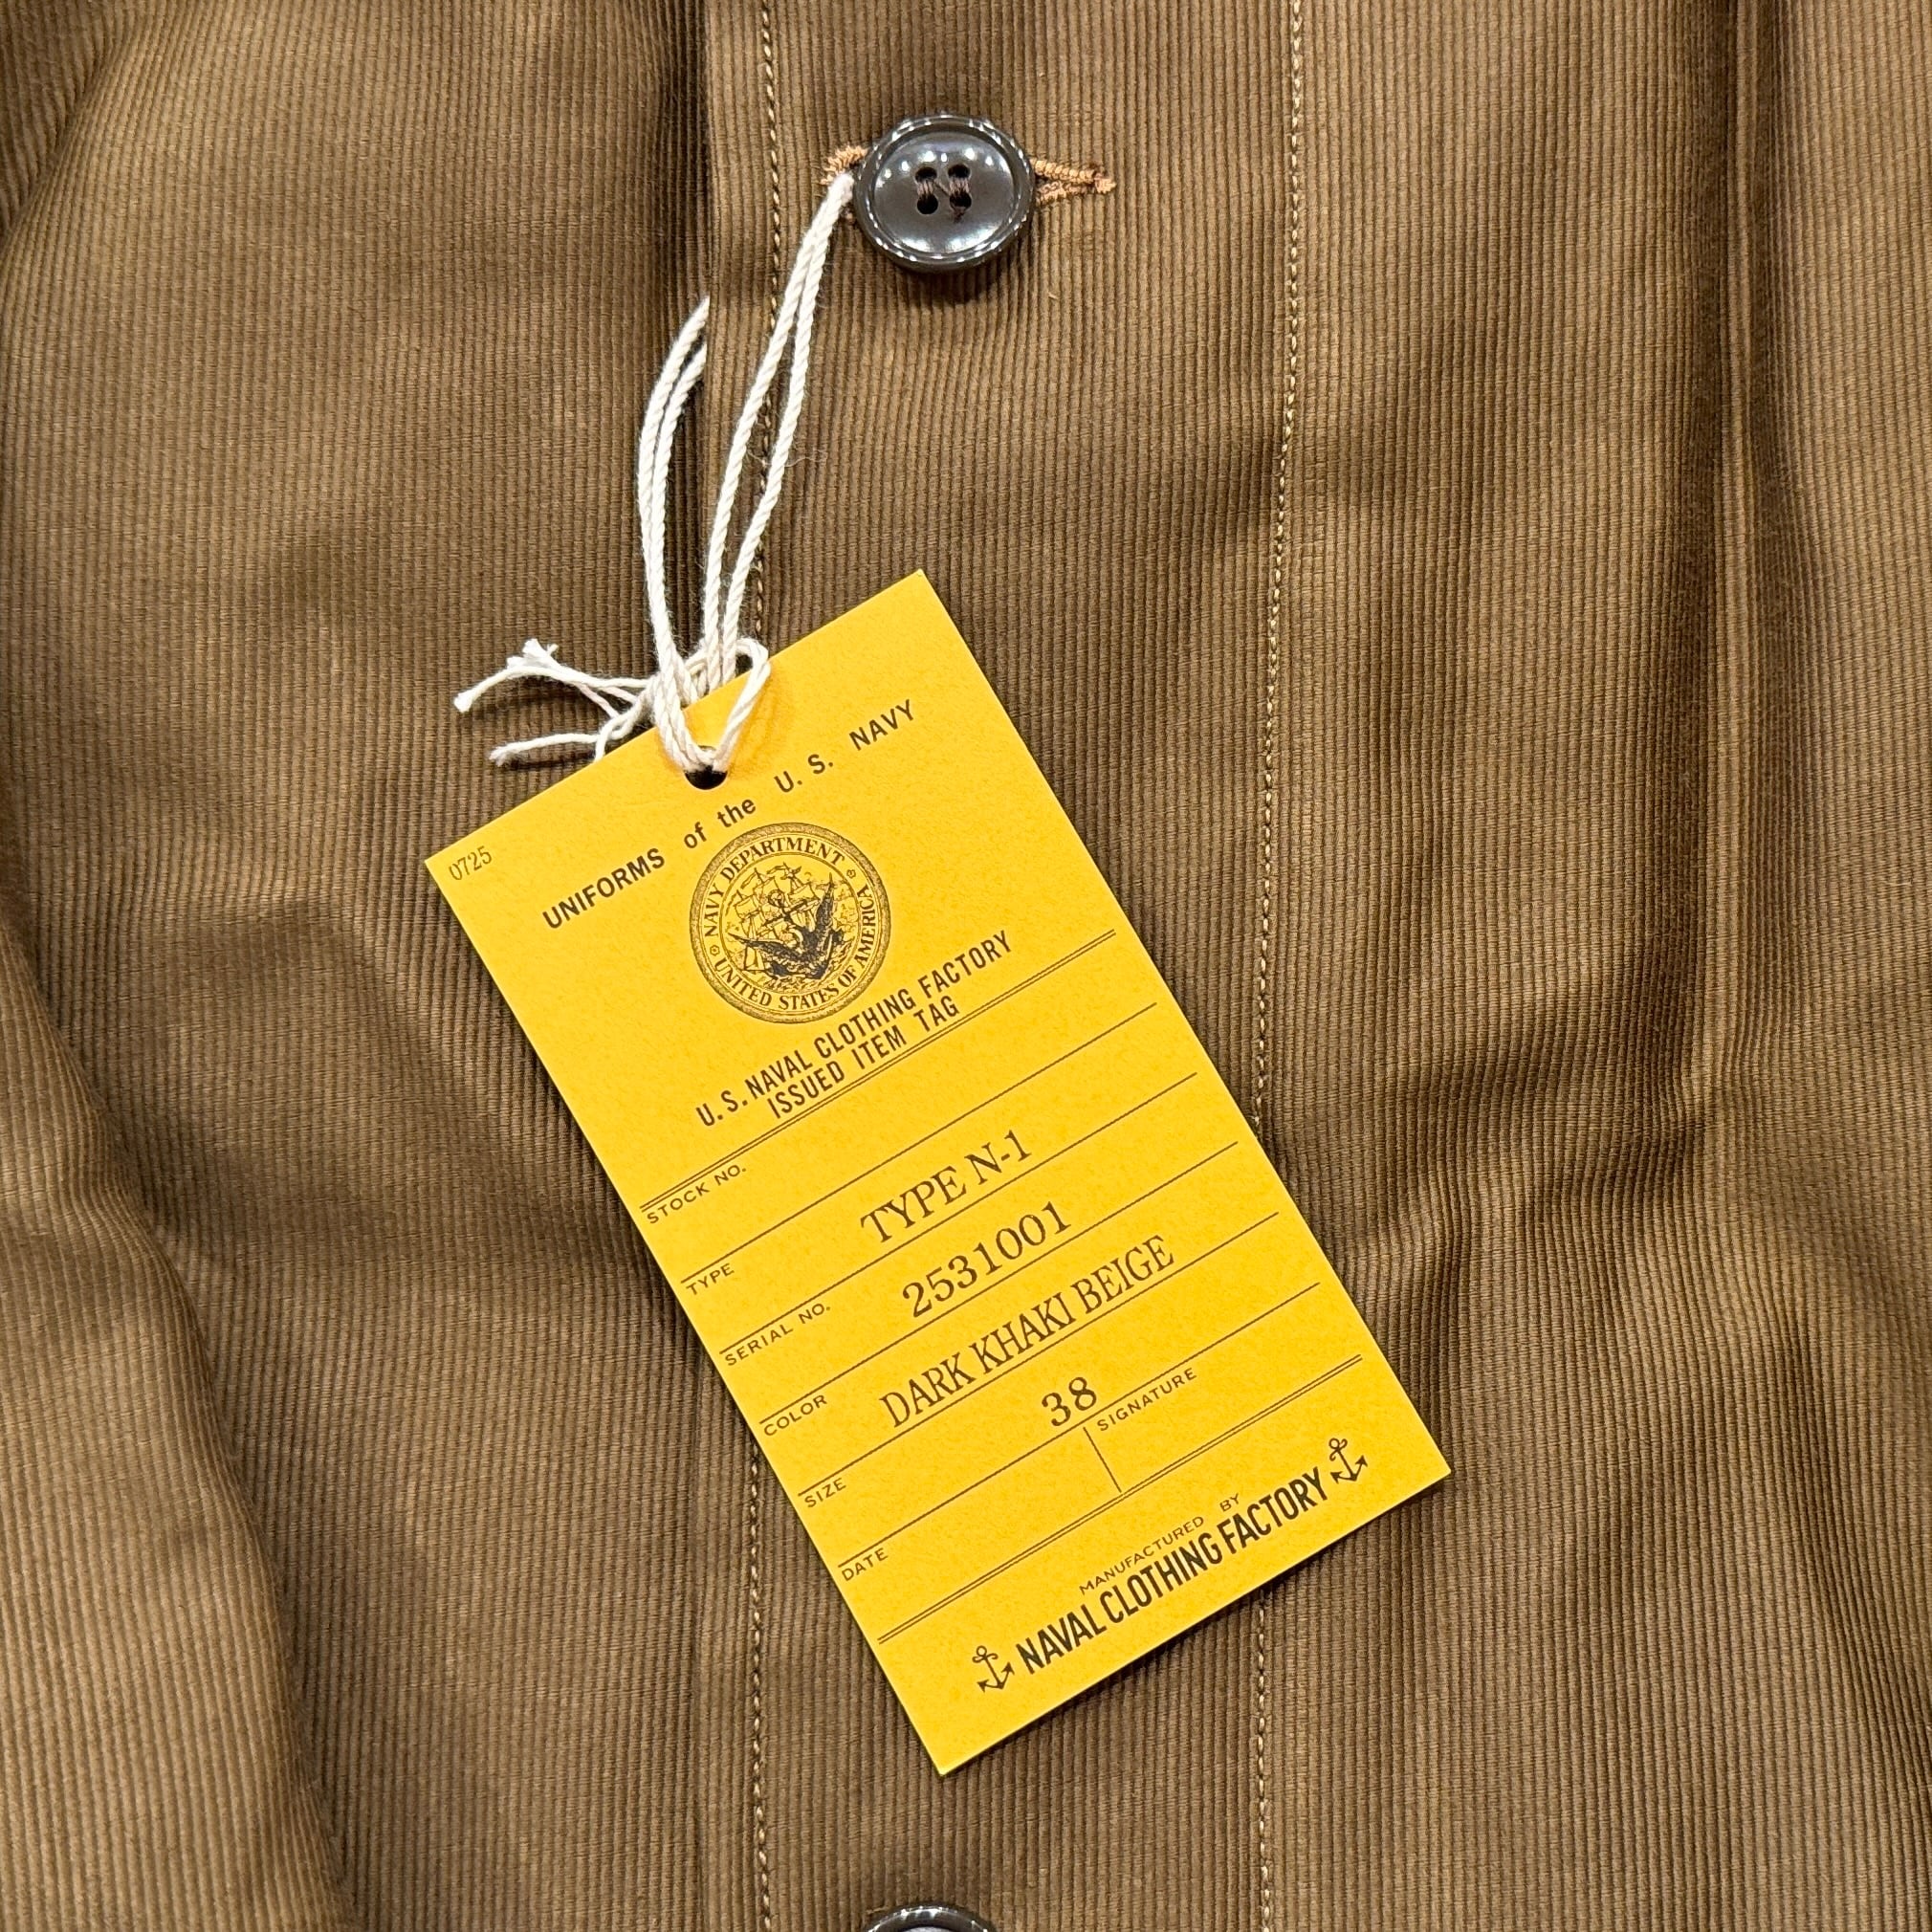 0725
UNIFORMS of the U. S. NAVY
NAVY DEPARTMENT
UNITED STATES OF AMERICA
U. S. NAVAL CLOTHING FACTORY
ISSUED ITEM TAG
STOCK NO.
TYPE TYPE N-1
SERIAL NO. 2531001
COLOR DARK KHAKI BEIGE
SIZE 38
DATE SIGNATURE
MANUFACTURED BY
NAVAL CLOTHING FACTORY